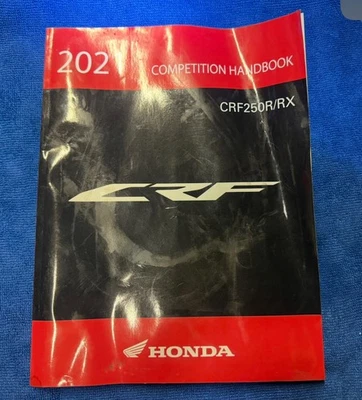 202
COMPETITION HANDBOOK
CRF250R/RX
CRF
HONDA